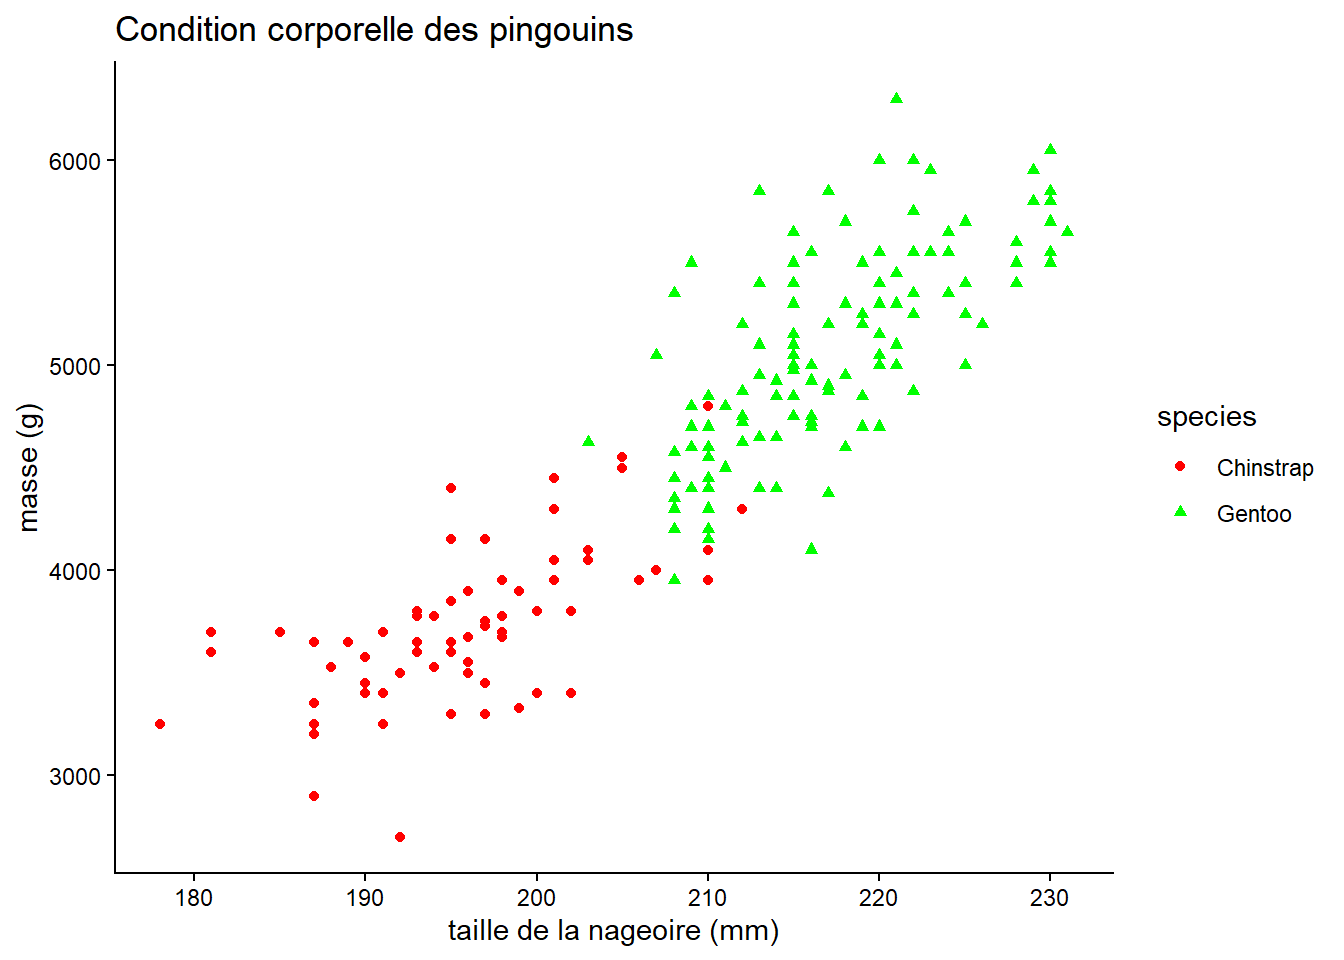 Condition corporelle des pingouins
6000
5000
4000
3000
masse (g)
180 190 200 210 220 230
taille de la nageoire (mm)
species
Chinstrap
Gentoo